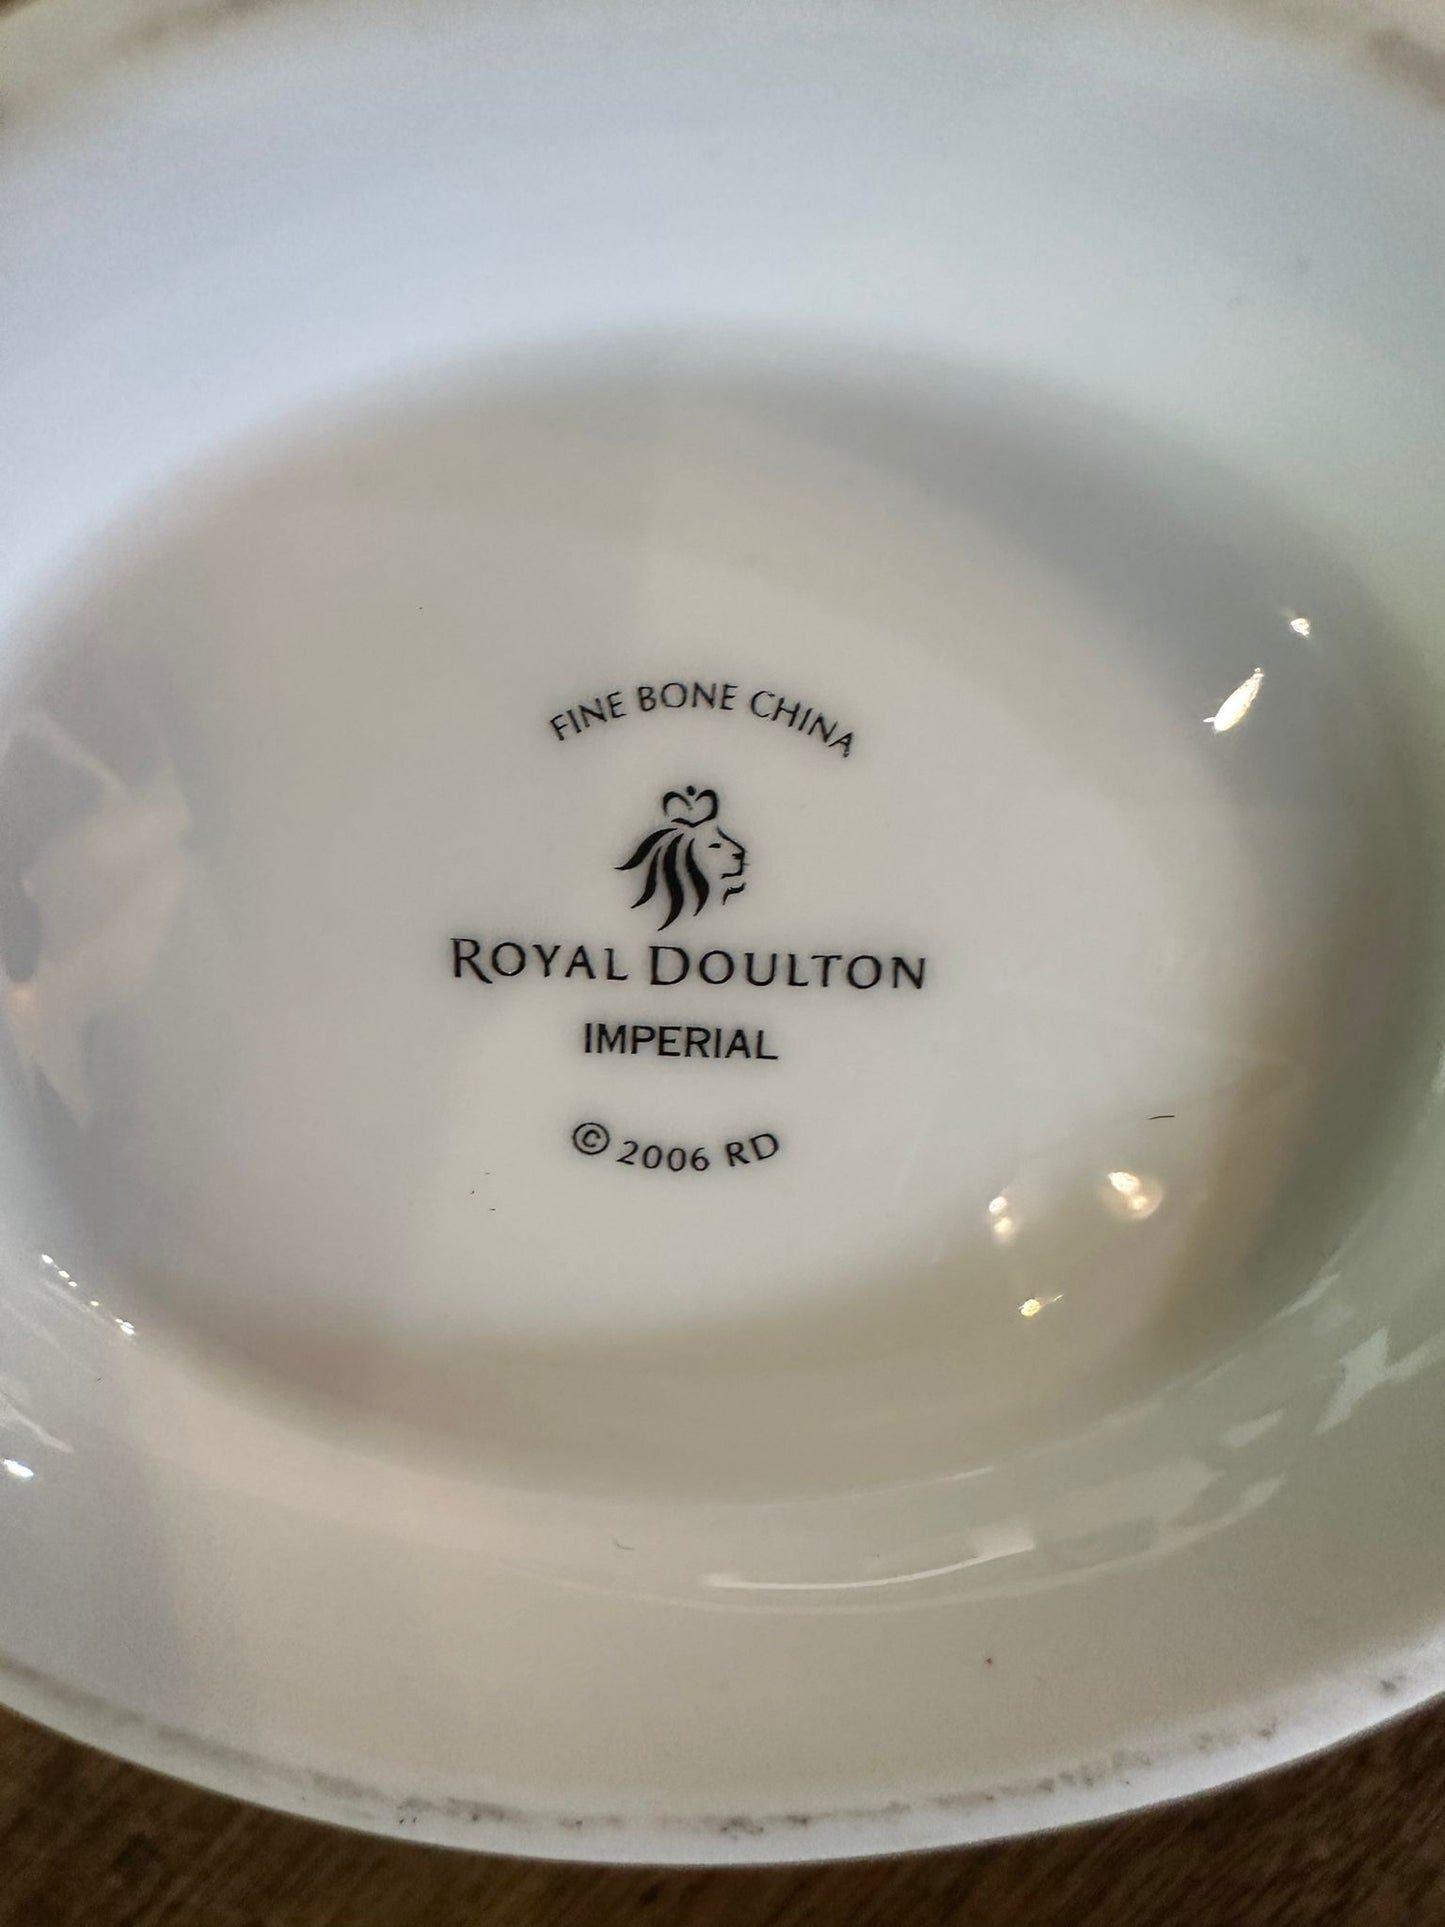 FINE BONE CHINA
ROYAL DOULTON
IMPERIAL
© 2006 RD